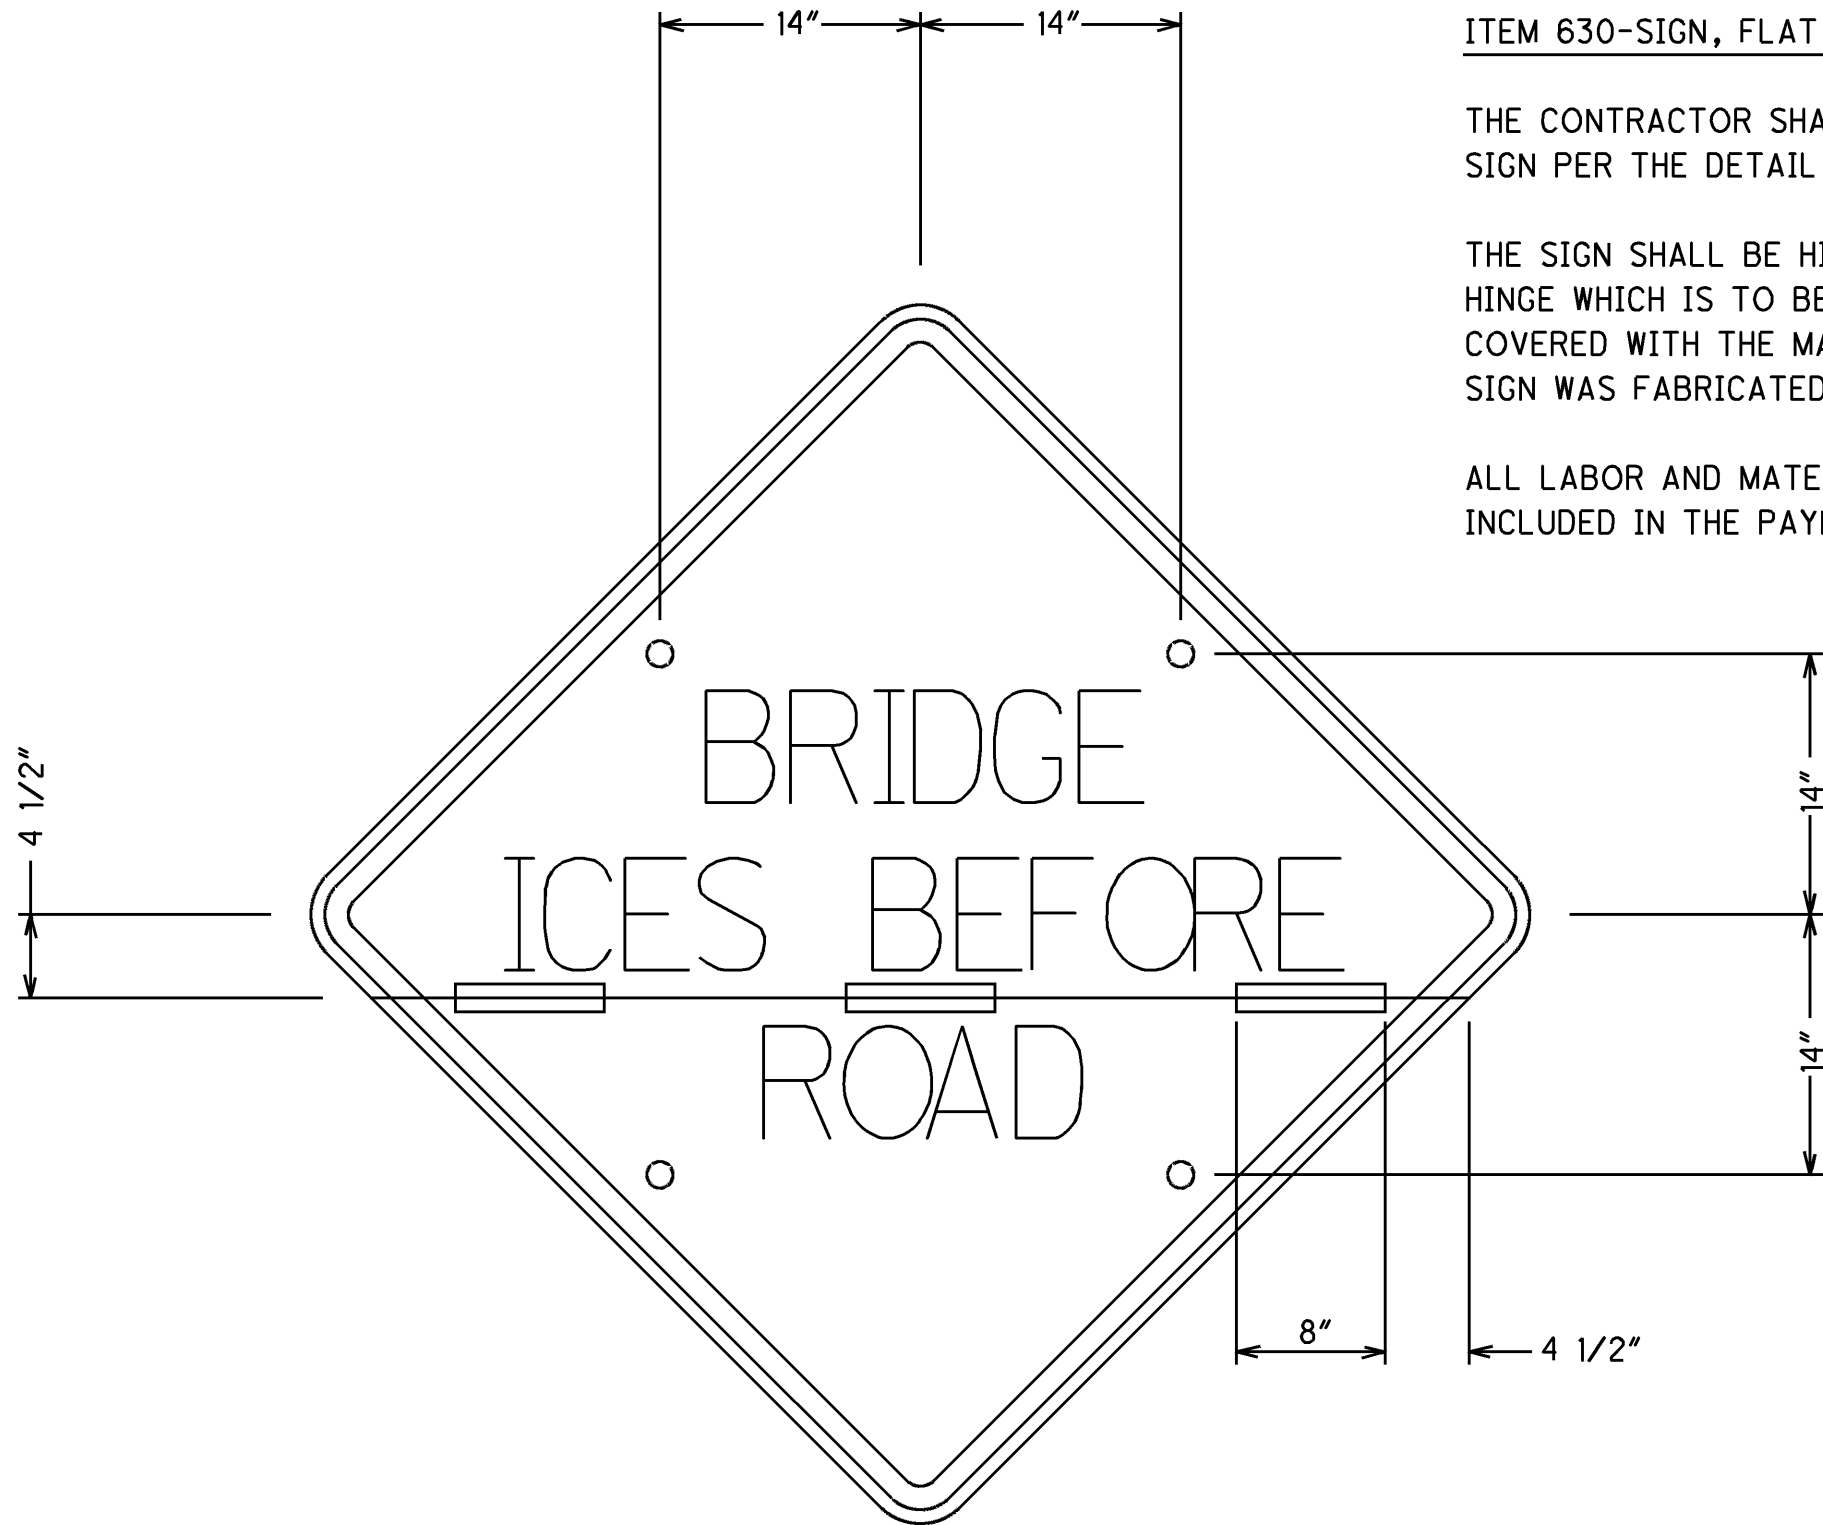 14" 14"
ITEM 630-SIGN, FLAT
THE CONTRACTOR SHA
SIGN PER THE DETAIL
THE SIGN SHALL BE HI
HINGE WHICH IS TO BE
COVERED WITH THE MA
SIGN WAS FABRICATED
ALL LABOR AND MATE
INCLUDED IN THE PAY
BRIDGE
ICES BEFORE
ROAD
4 1/2"
14"
14"
8"
4 1/2"